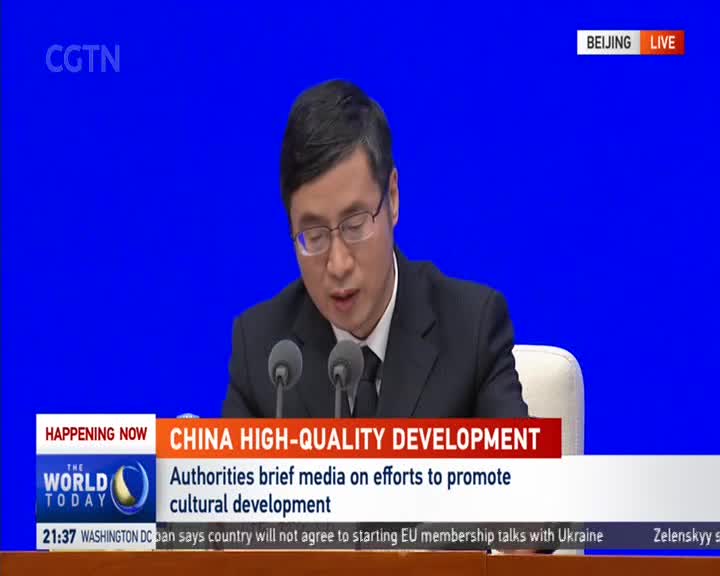 CGTN
BEIJING LIVE
HAPPENING NOW
CHINA HIGH-QUALITY DEVELOPMENT
THE
WORLD
TODAY
Authorities brief media on efforts to promote
cultural development
21:37 WASHINGTON DC
says country will not agree to starting EU membership talks with Ukraine Zelenskyy